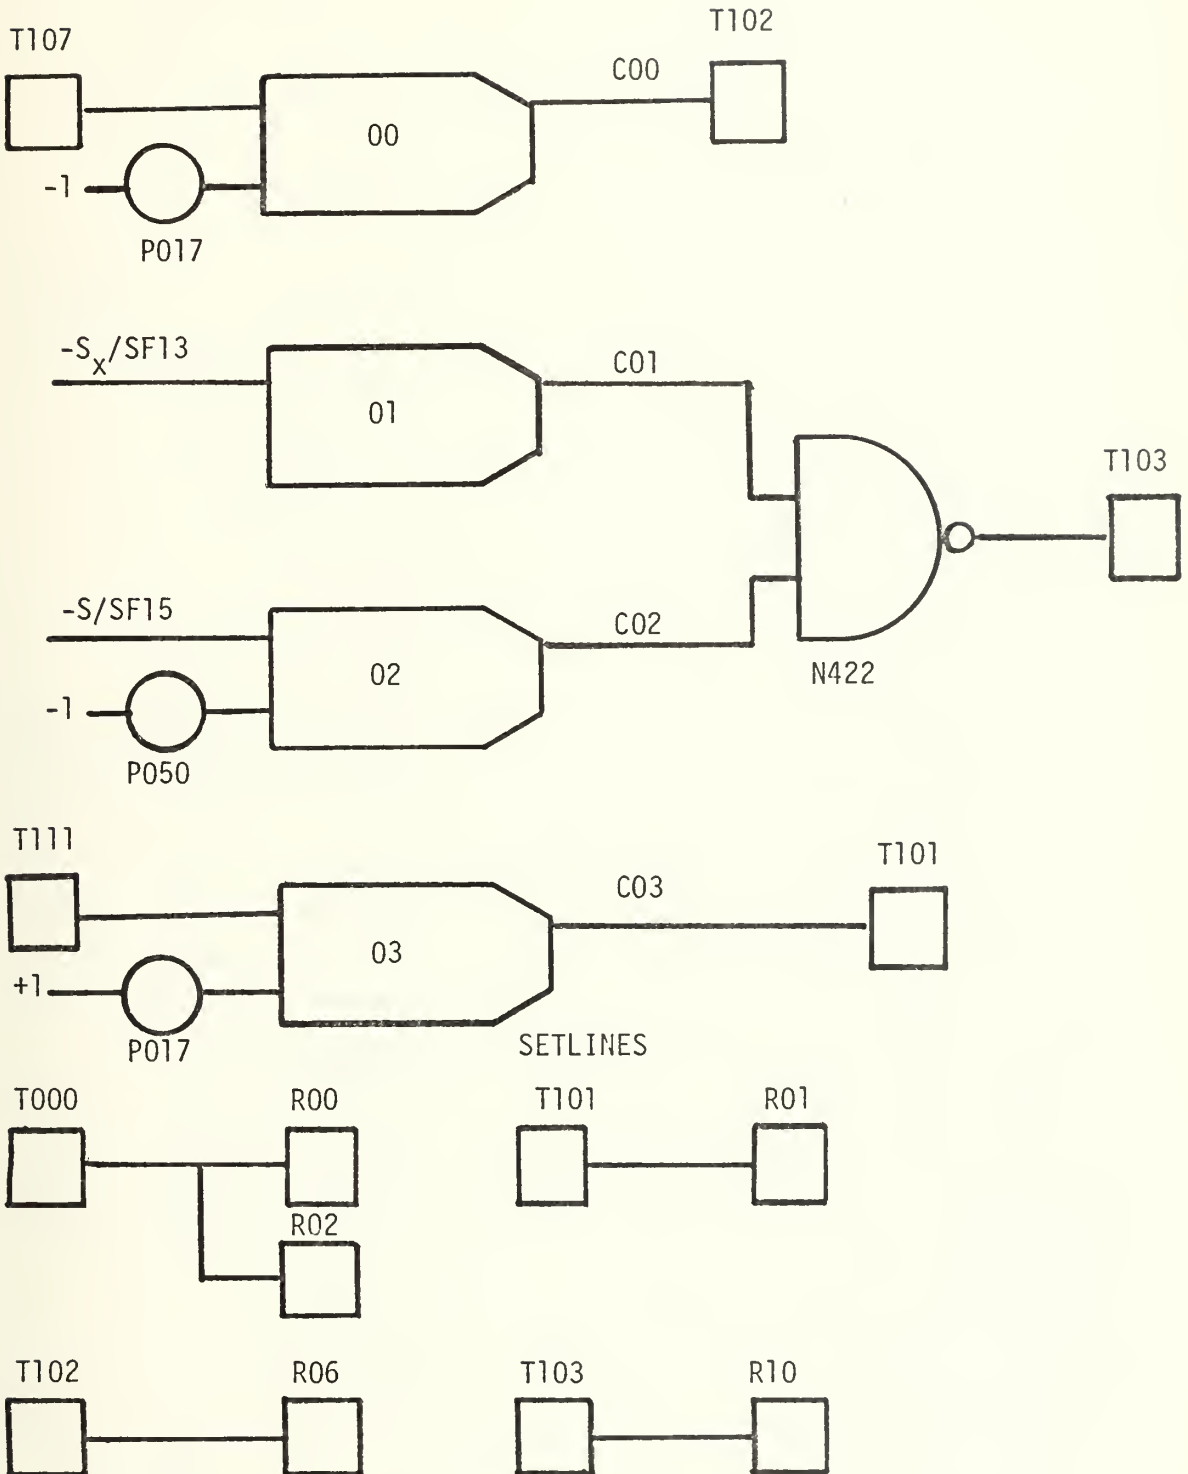 T107
T102
C00
00
-1
P017
-Sx/SF13
C01
01
T103
-S/SF15
C02
02
N422
-1
P050
T111
T101
C03
03
+1
P017
SETLINES
T000
R00
T101
R01
R02
T102
R06
T103
R10